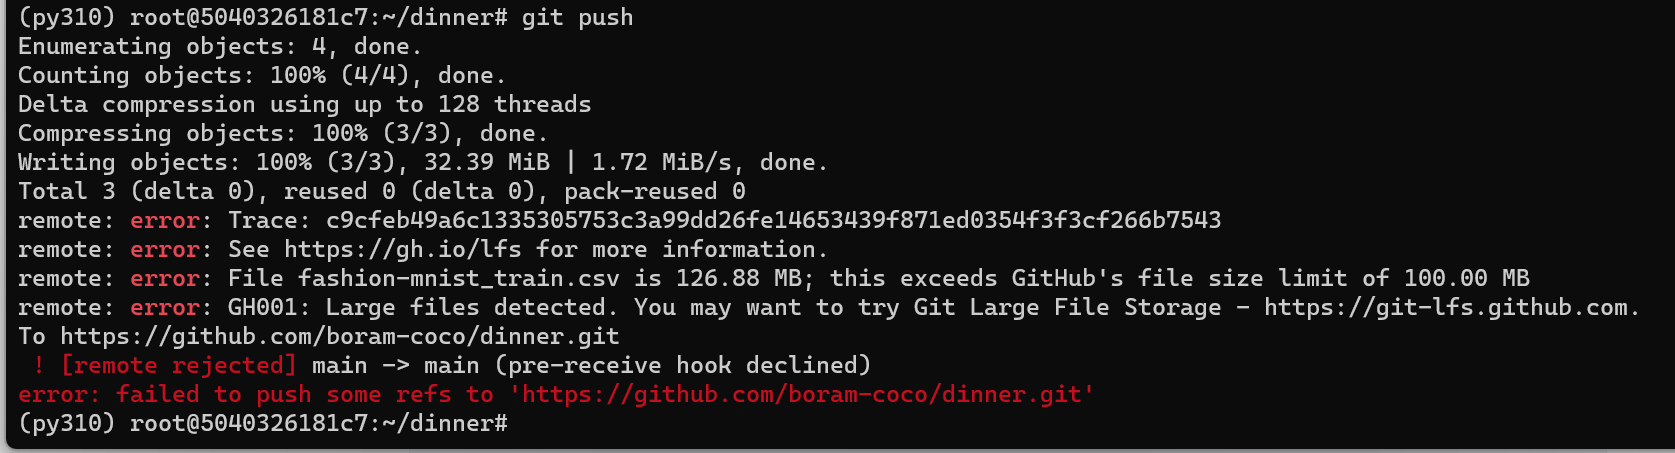 (py310) root@5040326181c7:~/dinner# git push
Enumerating objects: 4, done.
Counting objects: 100% (4/4), done.
Delta compression using up to 128 threads
Compressing objects: 100% (3/3), done.
Writing objects: 100% (3/3), 32.39 MiB | 1.72 MiB/s, done.
Total 3 (delta 0), reused 0 (delta 0), pack-reused 0
remote: error: Trace: c9cfeb49a6c1335305753c3a99dd26fe14653439f871ed0354f3f3cf266b7543
remote: error: See https://gh.io/lfs for more information.
remote: error: File fashion-mnist_train.csv is 126.88 MB; this exceeds GitHub's file size limit of 100.00 MB
remote: error: GH001: Large files detected. You may want to try Git Large File Storage - https://git-lfs.github.com.
To https://github.com/boram-coco/dinner.git
 ! [remote rejected] main -> main (pre-receive hook declined)
error: failed to push some refs to 'https://github.com/boram-coco/dinner.git'
(py310) root@5040326181c7:~/dinner#